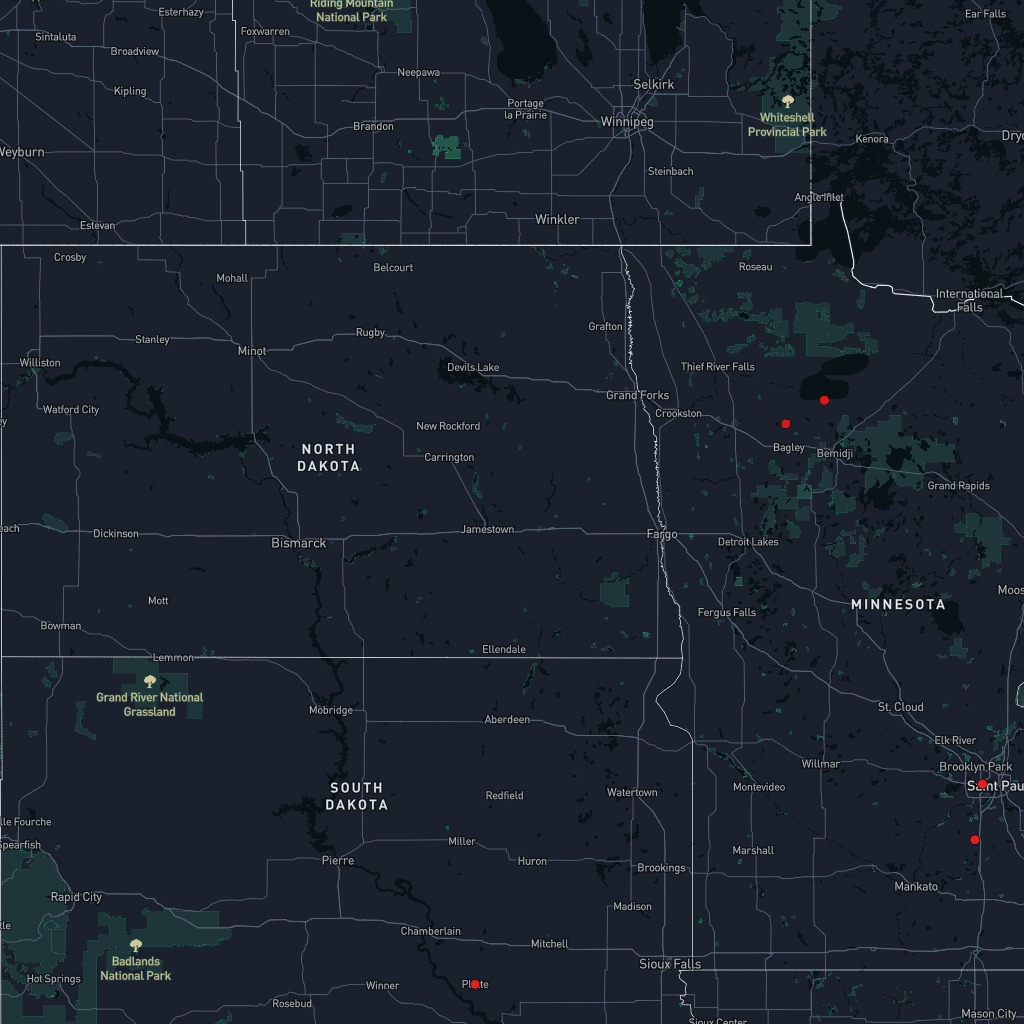 Riding Mountain
National Park
Esterhazy
Ear Falls
Foxwarren
Sintaluta
Broadview
Neepawa
Selkirk
Kipling
Portage
la Prairie
Winnipeg
Whiteshell
Provincial Park
Brandon
Kenora
Weyburn
Steinbach
Angle Inlet
Winkler
Estevan
Crosby
Belcourt
Roseau
Mohall
International
Falls
Grafton
Rugby
Stanley
Minot
Williston
Devils Lake
Thief River Falls
Grand Forks
Watford City
Crookston
New Rockford
NORTH
DAKOTA
Bagley
Bemidji
Carrington
Grand Rapids
Jamestown
Dickinson
Fargo
Bismarck
Detroit Lakes
Mott
MINNESOTA
Fergus Falls
Bowman
Ellendale
Lemmon
Grand River National
Grassland
Mobridge
Aberdeen
St. Cloud
Elk River
Willmar
Brooklyn Park
SOUTH
DAKOTA
Redfield
Watertown
Montevideo
Miller
Marshall
Pierre
Huron
Brookings
Mankato
Rapid City
Madison
Chamberlain
Mitchell
Badlands
National Park
Sioux Falls
Hot Springs
Winner
Rosebud
Mason City
Sioux Center